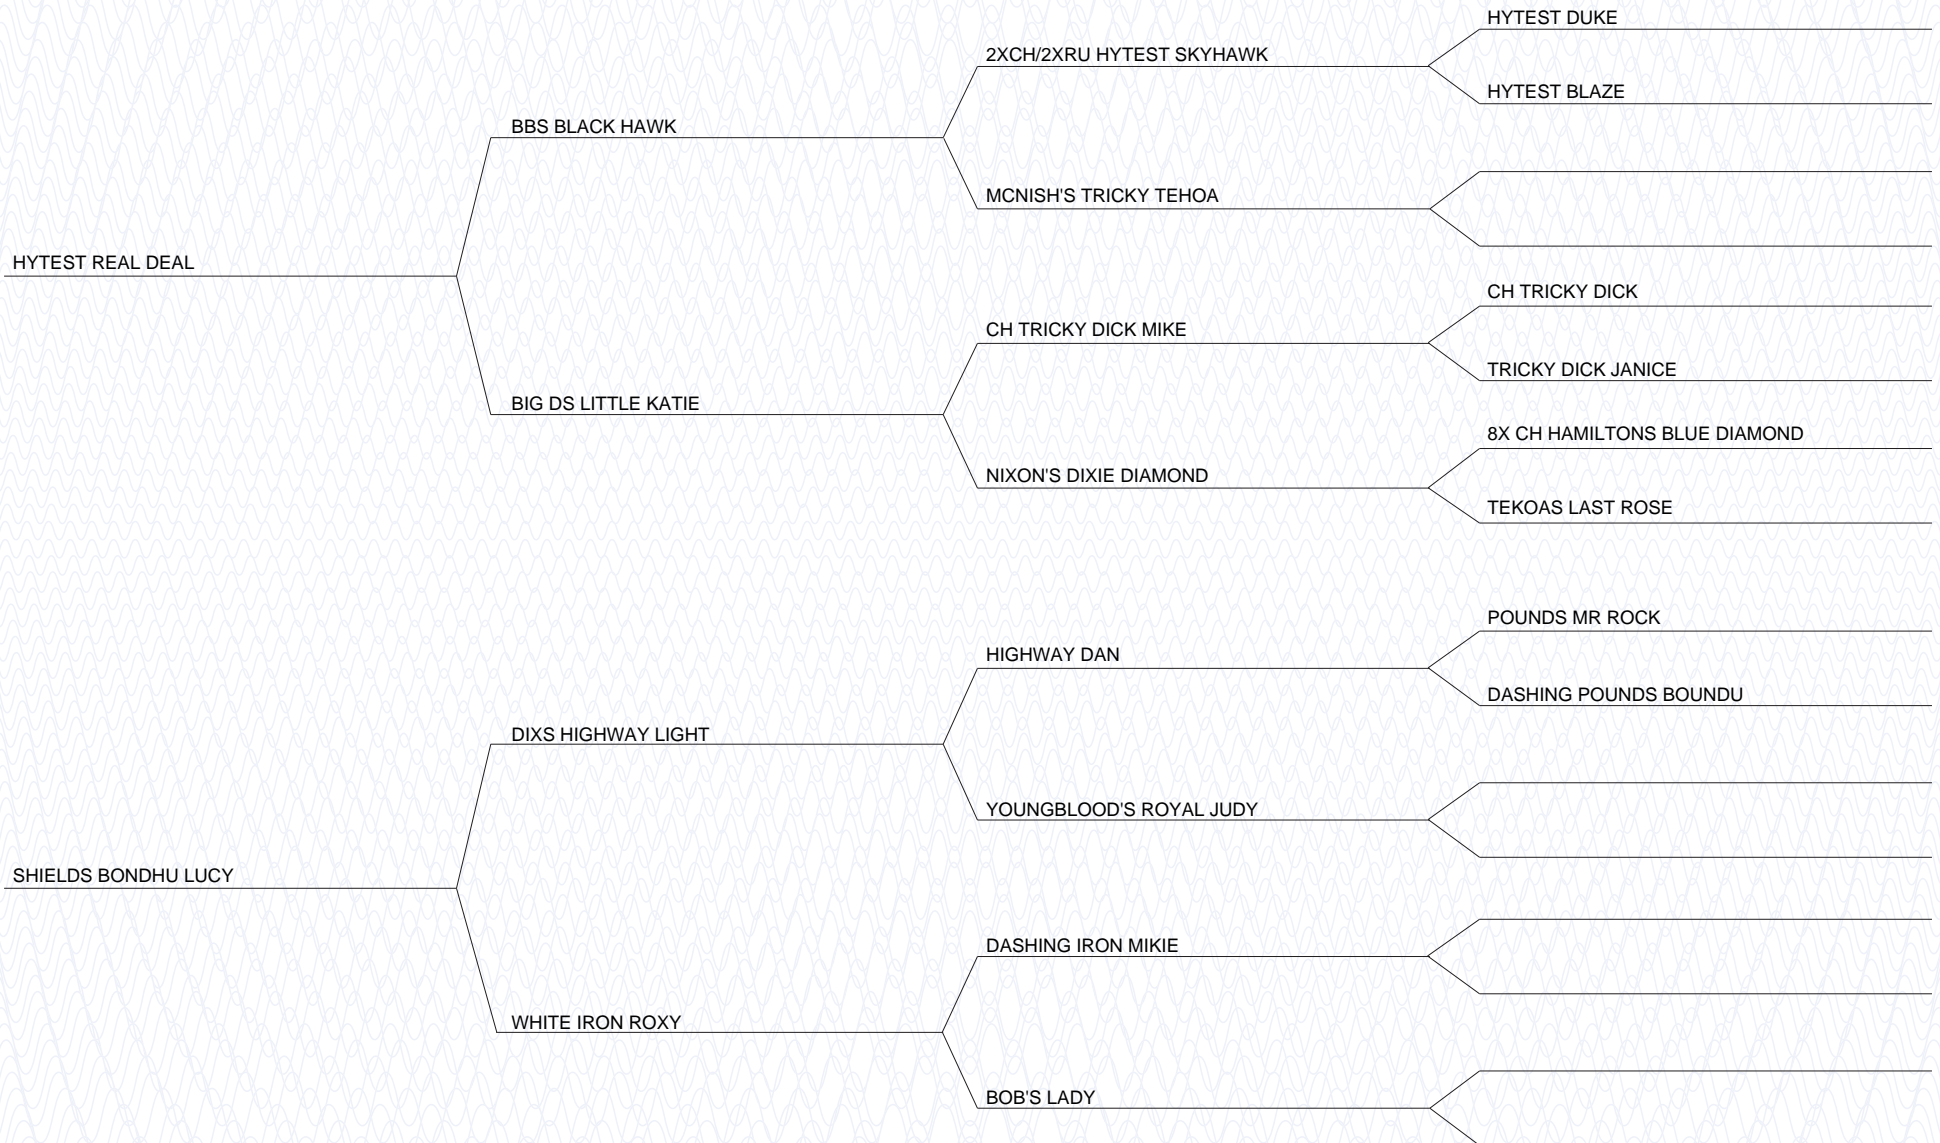 HYTEST DUKE
2XCH/2XRU HYTEST SKYHAWK
HYTEST BLAZE
BBS BLACK HAWK
MCNISH'S TRICKY TEHOA
HYTEST REAL DEAL
CH TRICKY DICK
CH TRICKY DICK MIKE
TRICKY DICK JANICE
BIG DS LITTLE KATIE
8X CH HAMILTONS BLUE DIAMOND
NIXON'S DIXIE DIAMOND
TEKOAS LAST ROSE
POUNDS MR ROCK
HIGHWAY DAN
DASHING POUNDS BOUNDU
DIXS HIGHWAY LIGHT
YOUNGBLOOD'S ROYAL JUDY
SHIELDS BONDHU LUCY
DASHING IRON MIKIE
WHITE IRON ROXY
BOB'S LADY